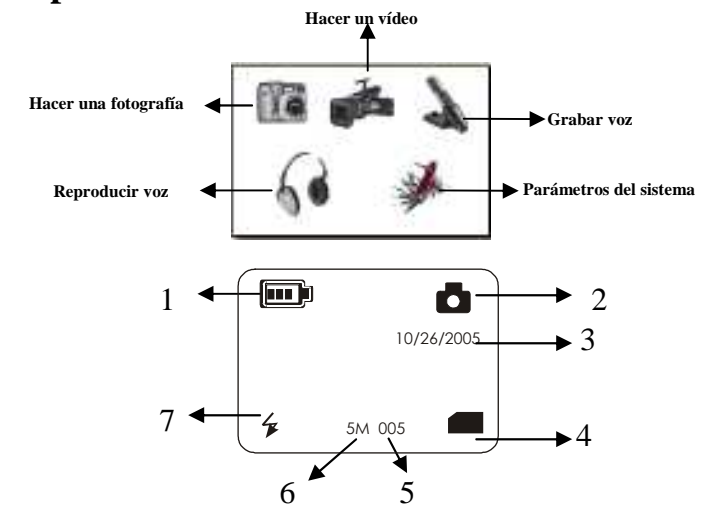 Hacer un vídeo
Hacer una fotografía
Grabar voz
Reproducir voz
Parámetros del sistema
1
2
10/26/2005
3
7
5M 005
4
6
5